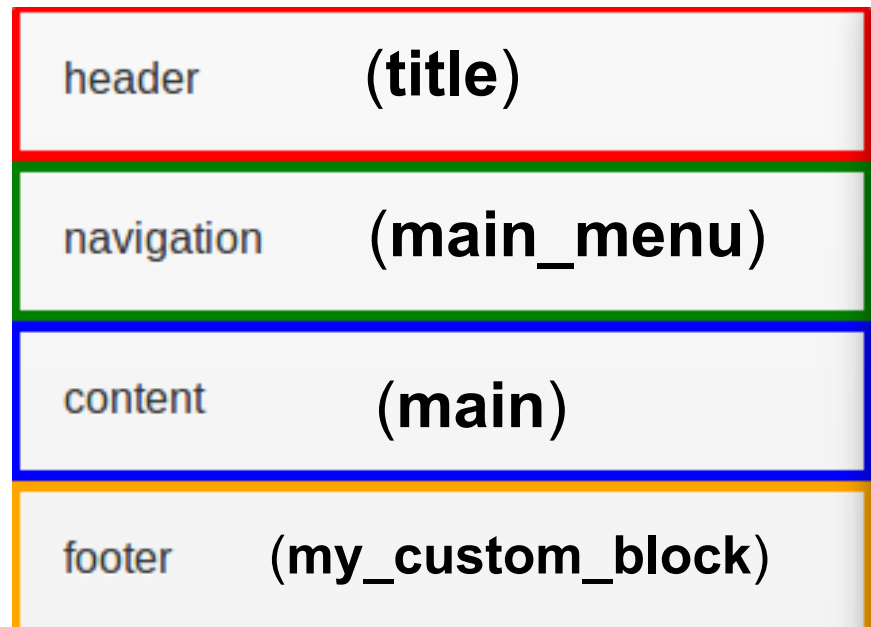 header (title)
navigation (main_menu)
content (main)
footer (my_custom_block)